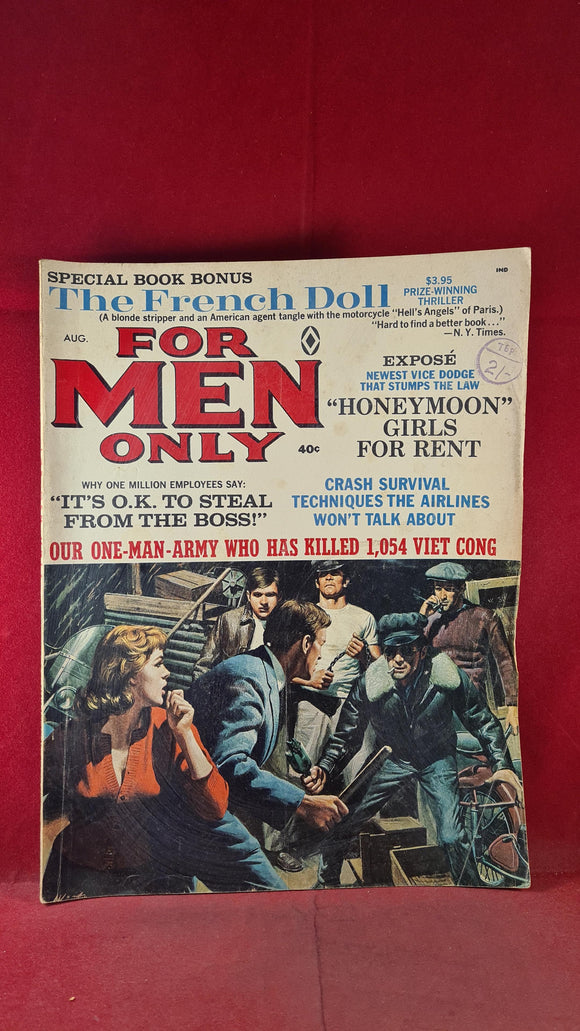 IND
SPECIAL BOOK BONUS
The French Doll
$3.95
PRIZE-WINNING
THRILLER
(A blonde stripper and an American agent tangle with the motorcycle "Hell's Angels" of Paris.)
"Hard to find a better book..."
—N.Y. Times.
AUG.
FOR
MEN
ONLY
40¢
EXPOSÉ
NEWEST VICE DODGE
THAT STUMPS THE LAW
"HONEYMOON"
GIRLS
FOR RENT
2/-
WHY ONE MILLION EMPLOYEES SAY:
"IT'S O.K. TO STEAL
FROM THE BOSS!"
CRASH SURVIVAL
TECHNIQUES THE AIRLINES
WON'T TALK ABOUT
OUR ONE-MAN-ARMY WHO HAS KILLED 1,054 VIET CONG